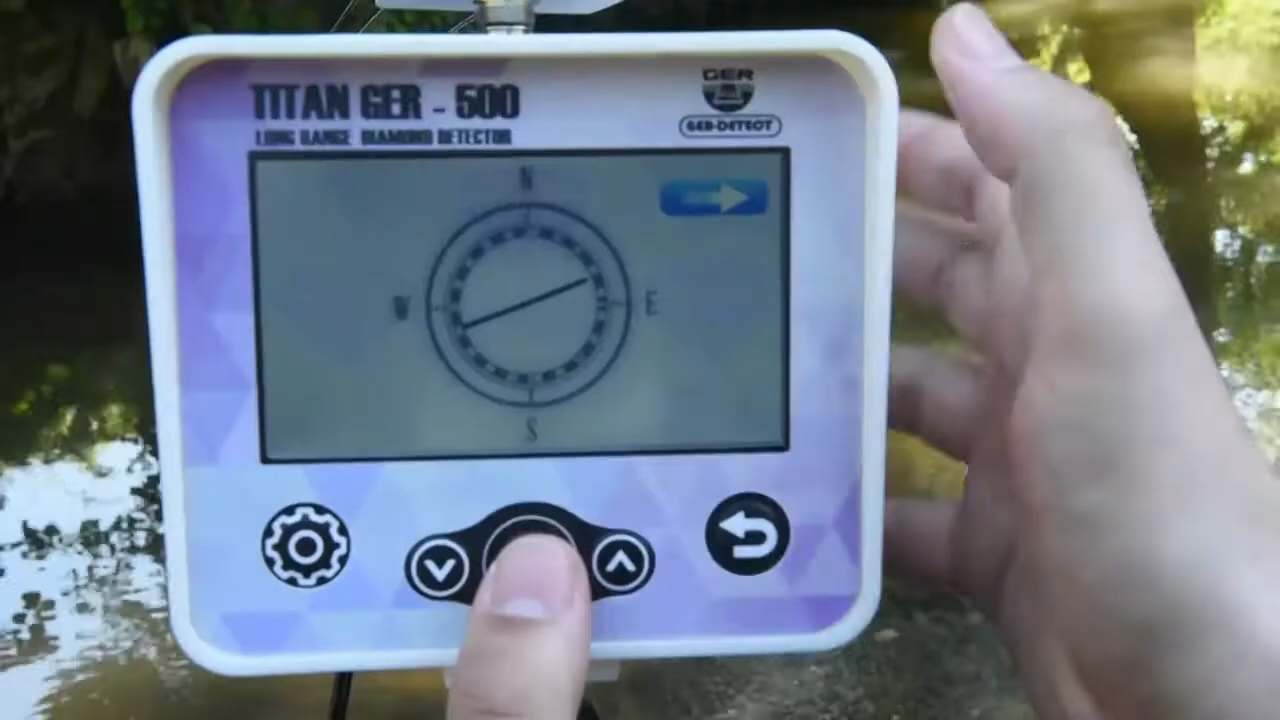 TITAN GER - 500
LONG RANGE DIAMOND DETECTOR
GER
GER-DETECT
N
W
E
S